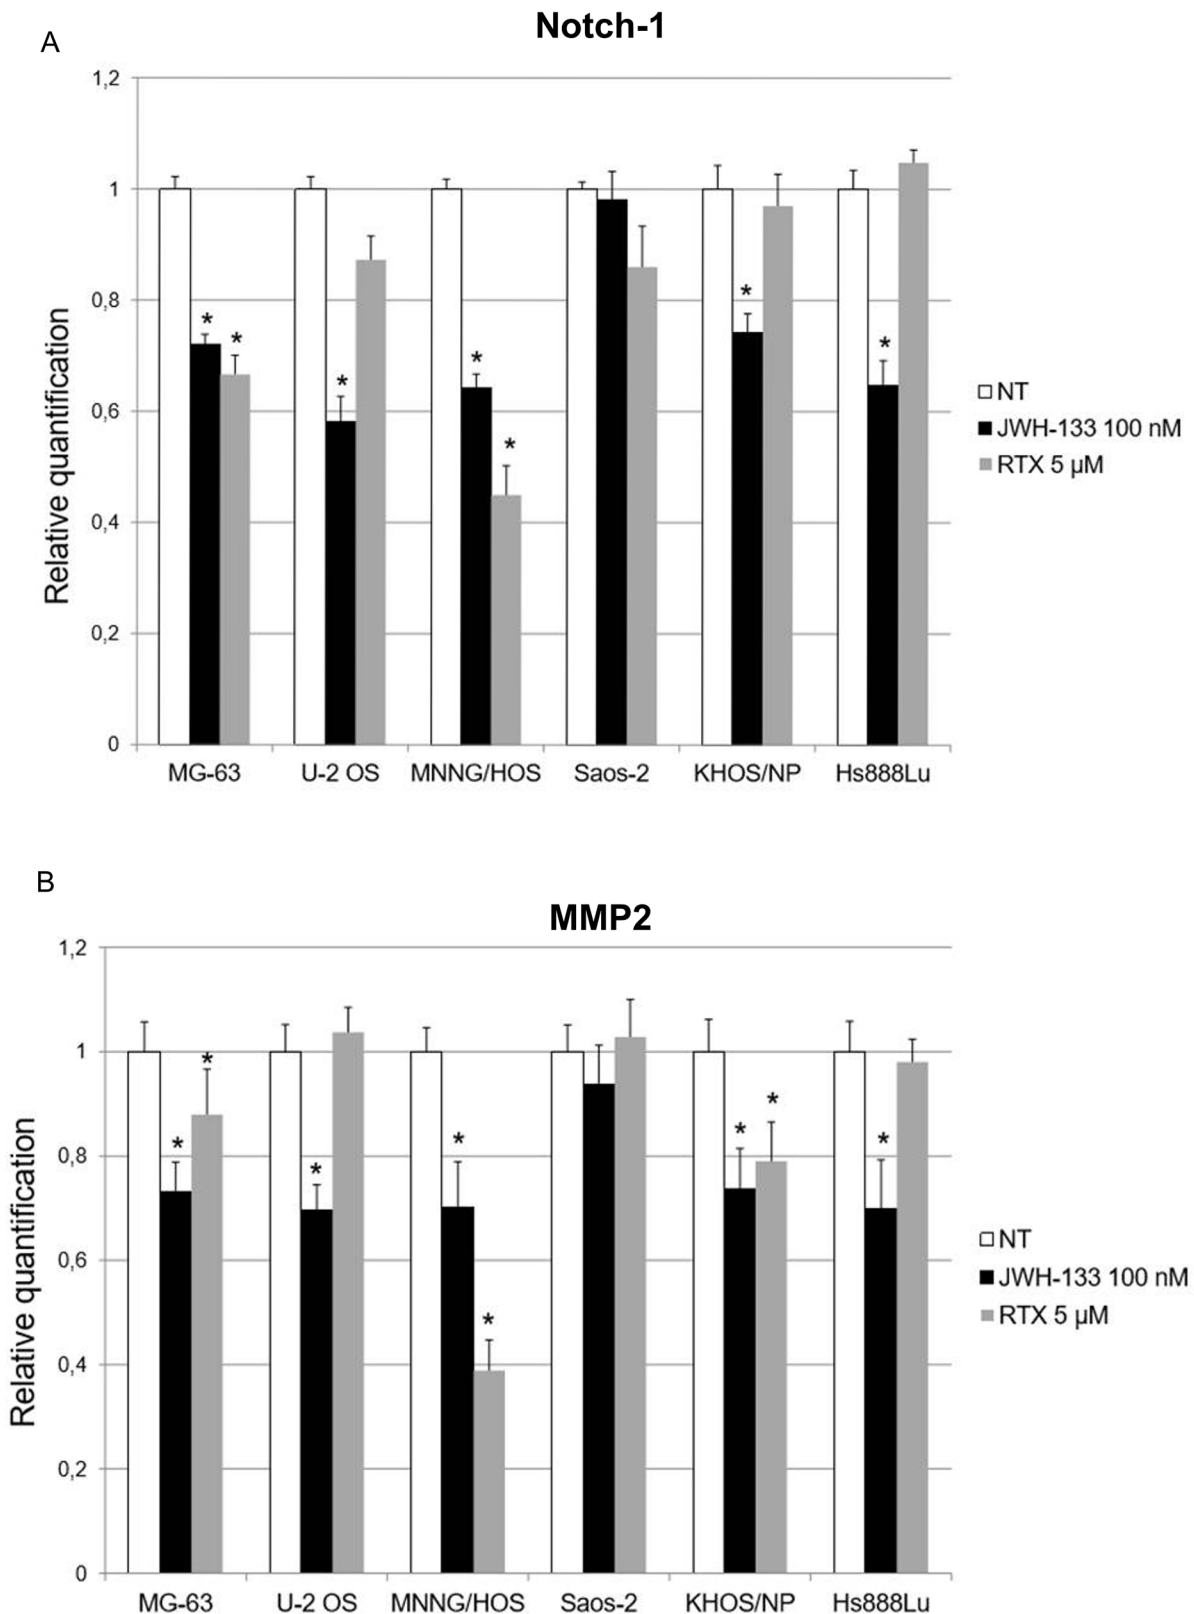 A
Notch-1
1,2
1
0,8
0,6
0,4
0,2
0
Relative quantification
* * * * * * *
NT
JWH-133 100 nM
RTX 5 µM
MG-63 U-2 OS MNNG/HOS Saos-2 KHOS/NP Hs888Lu
B
MMP2
1,2
1
0,8
0,6
0,4
0,2
0
Relative quantification
* * * * * * * *
NT
JWH-133 100 nM
RTX 5 µM
MG-63 U-2 OS MNNG/HOS Saos-2 KHOS/NP Hs888Lu